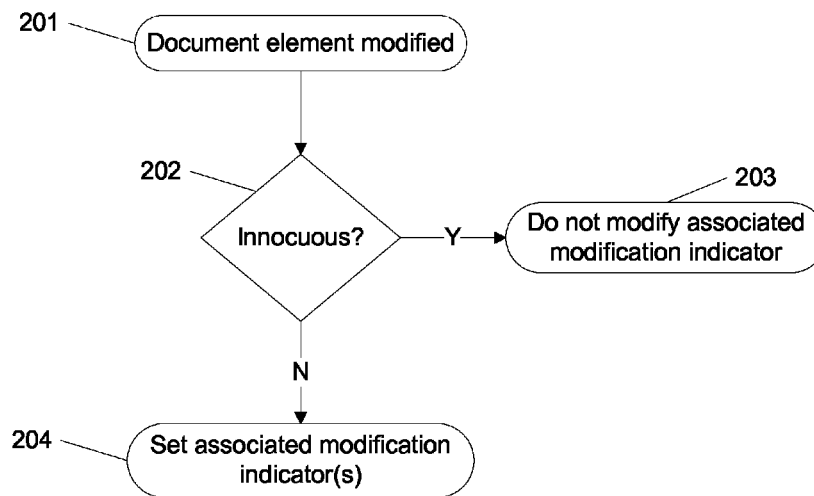 201
Document element modified
202
Innocuous?
Y
203
Do not modify associated
modification indicator
N
204
Set associated modification
indicator(s)